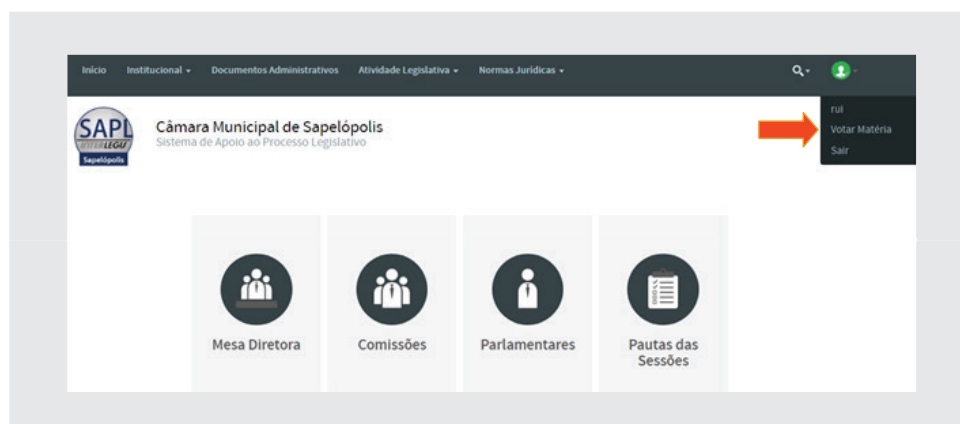 Início Institucional Documentos Administrativos Atividade Legislativa Normas Jurídicas
rui
Votar Matéria
Sair
SAPL
INTERLEGIS
Sapelópolis
Câmara Municipal de Sapelópolis
Sistema de Apoio ao Processo Legislativo
Mesa Diretora
Comissões
Parlamentares
Pautas das
Sessões